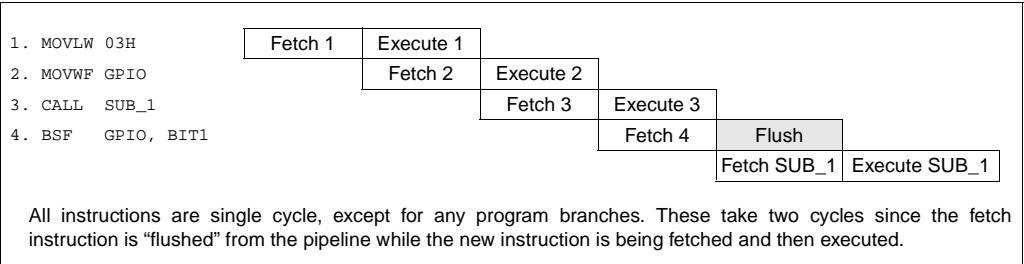 1. MOVLW 03H Fetch 1 Execute 1
2. MOVWF GPIO Fetch 2 Execute 2
3. CALL SUB_1 Fetch 3 Execute 3
4. BSF GPIO, BIT1 Fetch 4 Flush
Fetch SUB_1 Execute SUB_1
All instructions are single cycle, except for any program branches. These take two cycles since the fetch
instruction is “flushed” from the pipeline while the new instruction is being fetched and then executed.